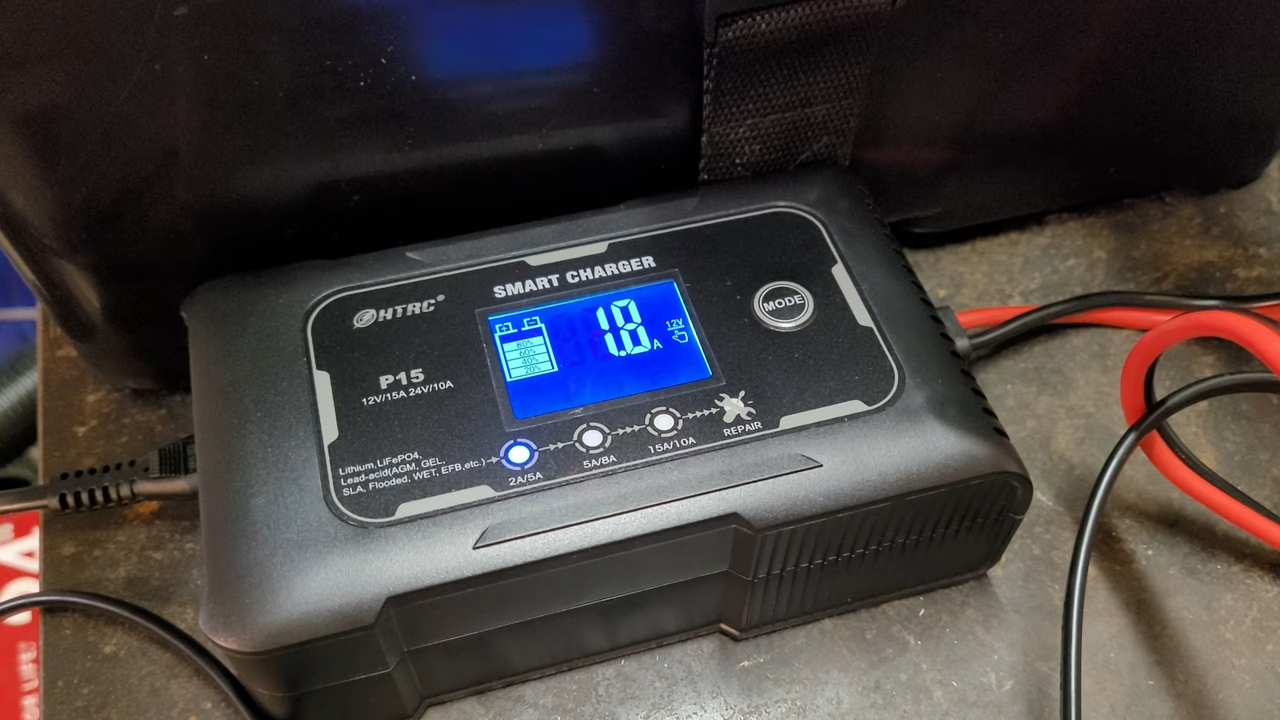 SMART CHARGER
HTRC®
MODE
80%
60%
40%
20%
1.8 A
12V
P15
12V/15A 24V/10A
Lithium,LiFePO4,
Lead-acid(AGM, GEL,
SLA, Flooded, WET, EFB,etc.)
2A/5A
5A/8A
15A/10A
REPAIR